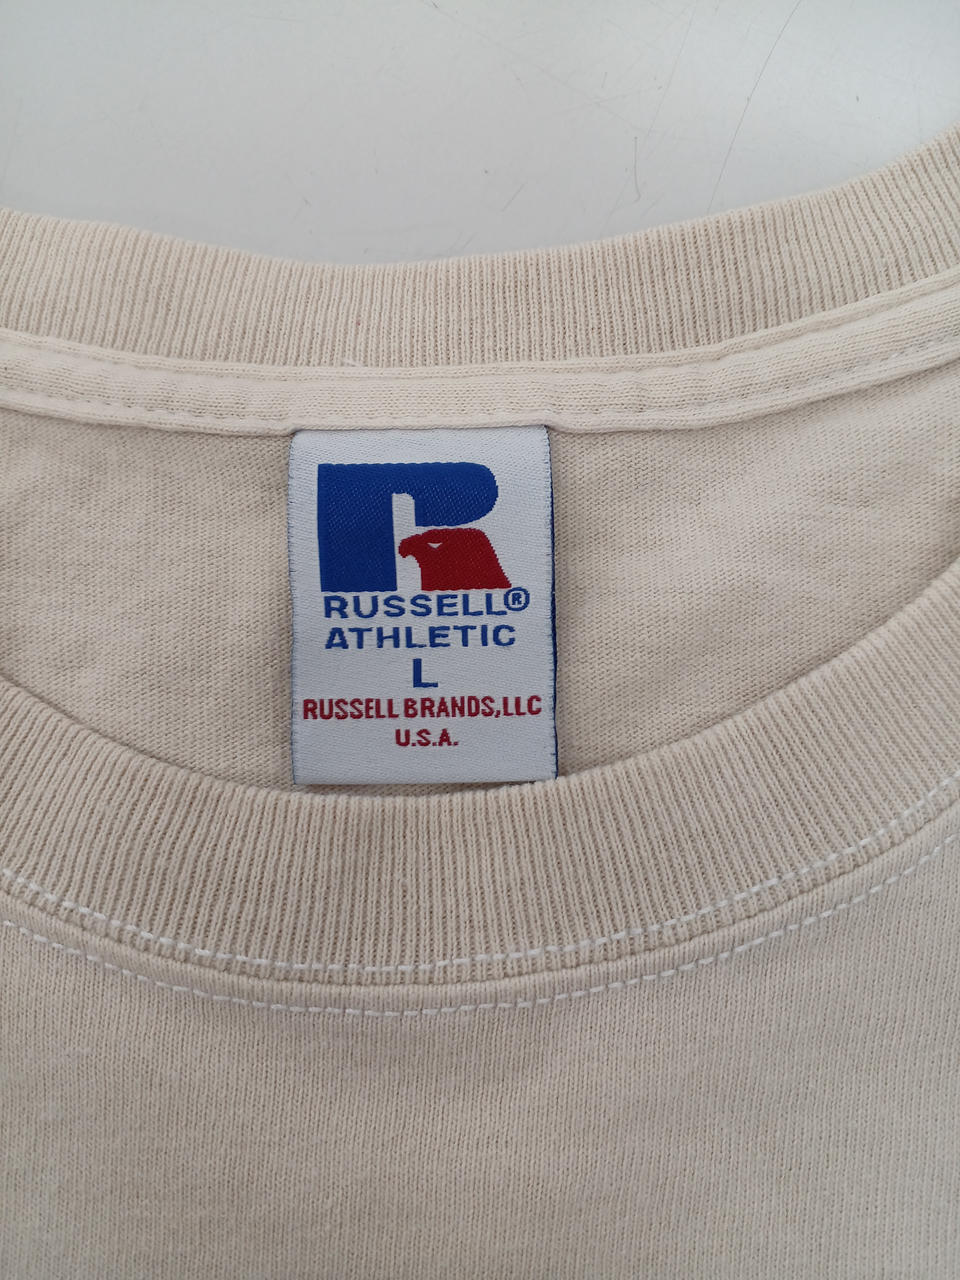 RUSSELL®
ATHLETIC
L
RUSSELL BRANDS,LLC
U.S.A.